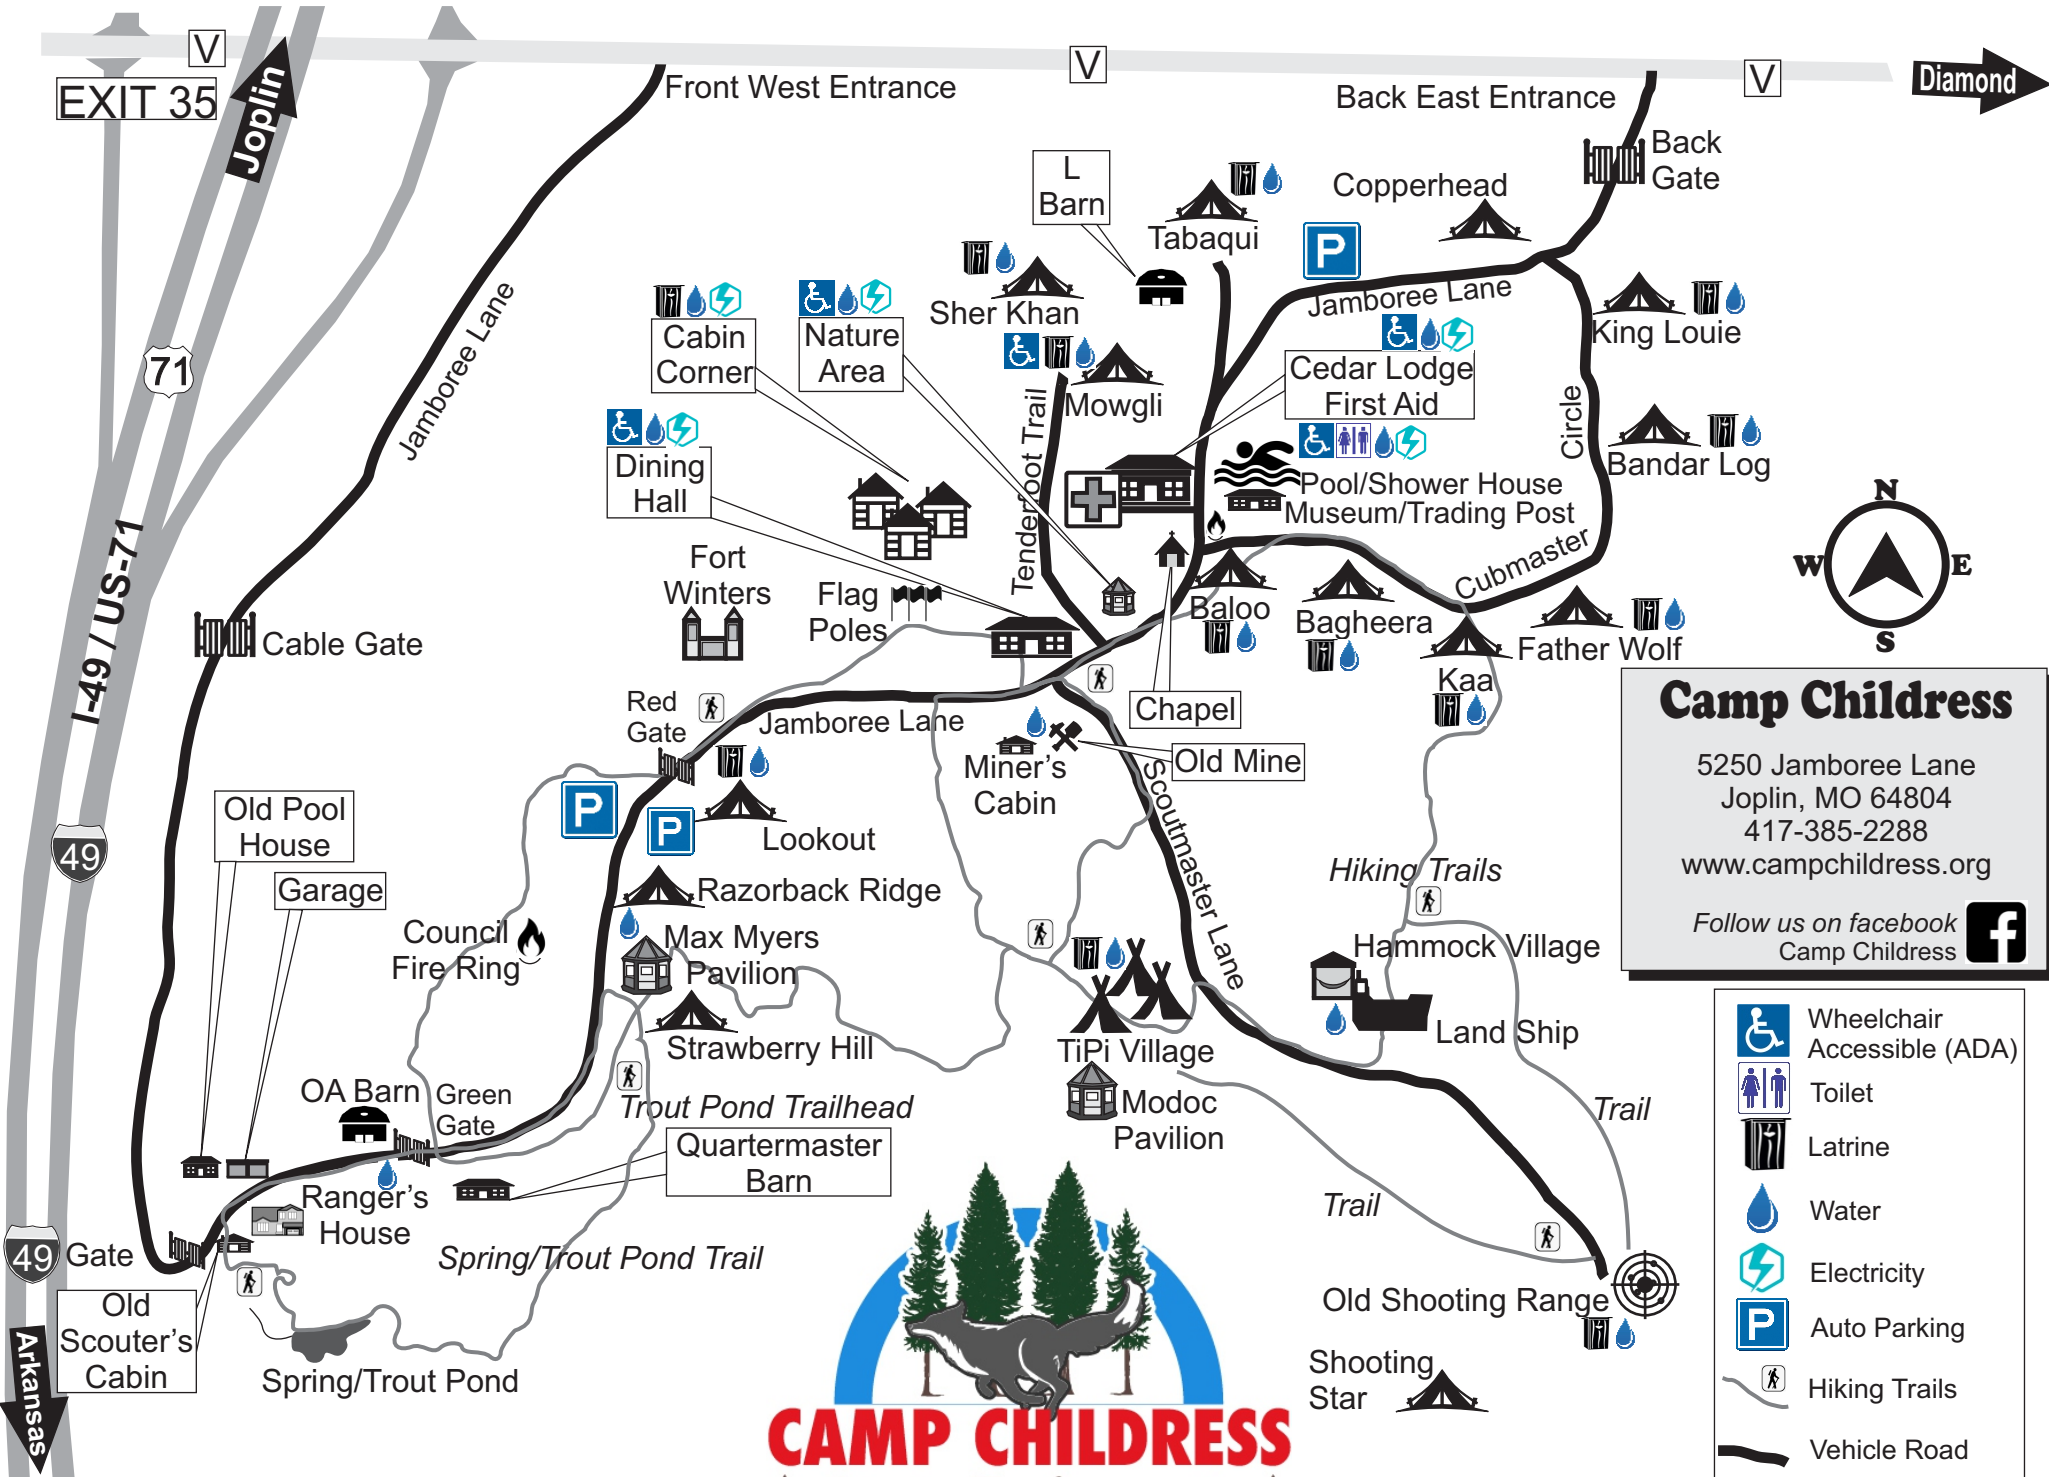 V
EXIT 35
Joplin
Front West Entrance
V
Back East Entrance
V
Diamond
Back
Gate
L
Barn
Copperhead
Tabaqui
P
Jamboree Lane
Sher Khan
King Louie
Cabin
Corner
Nature
Area
Cedar Lodge
First Aid
Jamboree Lane
71
Mowgli
Tenderfoot Trail
Circle
Bandar Log
Dining
Hall
Pool/Shower House
Museum/Trading Post
N
W
E
S
I-49 / US-71
Fort
Winters
Flag
Poles
Cubmaster
Baloo
Bagheera
Father Wolf
Kaa
Cable Gate
Red
Gate
Jamboree Lane
Chapel
Miner's
Cabin
Old Mine
Scoutmaster Lane
Camp Childress
5250 Jamboree Lane
Joplin, MO 64804
417-385-2288
www.campchildress.org
Follow us on facebook
Camp Childress
f
P
P
Lookout
Old Pool
House
49
Garage
Razorback Ridge
Hiking Trails
Council
Fire Ring
Max Myers
Pavilion
Hammock Village
Land Ship
Strawberry Hill
TiPi Village
Modoc
Pavilion
OA Barn
Green
Gate
Trout Pond Trailhead
Trail
Quartermaster
Barn
Ranger's
House
Trail
49
Gate
Spring/Trout Pond Trail
Old
Scouter's
Cabin
Spring/Trout Pond
Arkansas
Old Shooting Range
Shooting
Star
CAMP CHILDRESS
Wheelchair
Accessible (ADA)
Toilet
Latrine
Water
Electricity
P
Auto Parking
Hiking Trails
Vehicle Road